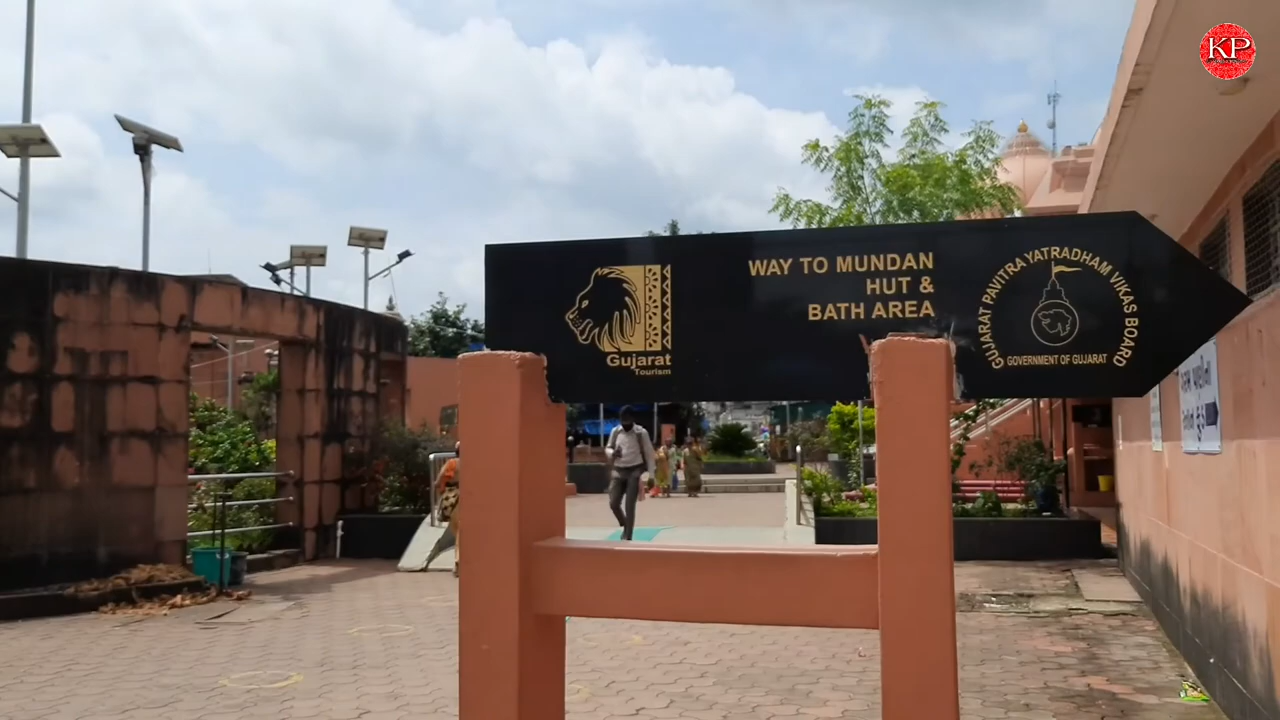 KP
WAY TO MUNDAN
HUT &
BATH AREA
Gujarat
Tourism
GUJARAT PAVITRA YATRADHAM VIKAS BOARD
GOVERNMENT OF GUJARAT